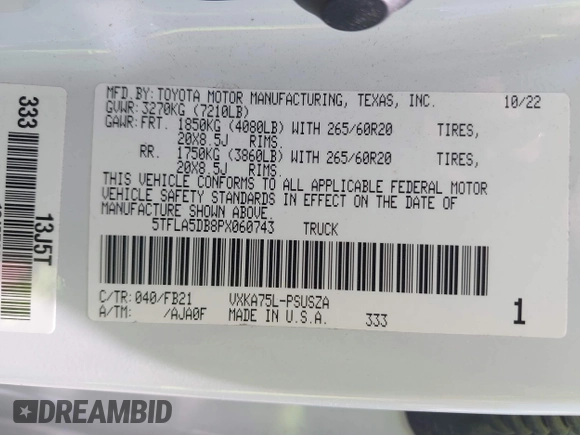 MFD.BY: TOYOTA MOTOR MANUFACTURING, TEXAS, INC. 10/22
GVWR: 3270KG (7210LB)
GAWR: FRT. 1850KG (4080LB) WITH 265/60R20 TIRES,
20X8.5J RIMS.
RR. 1750KG (3860LB) WITH 265/60R20 TIRES,
20X8.5J RIMS.
THIS VEHICLE CONFORMS TO ALL APPLICABLE FEDERAL MOTOR
VEHICLE SAFETY STANDARDS IN EFFECT ON THE DATE OF
MANUFACTURE SHOWN ABOVE.
5TFLA5DB8PX060743 TRUCK
C/TR: 040/FB21 VXKA75L-PSUSZA
A/TM: /AJA0F MADE IN U.S.A. 333
1
333
13J5T
DREAMBID